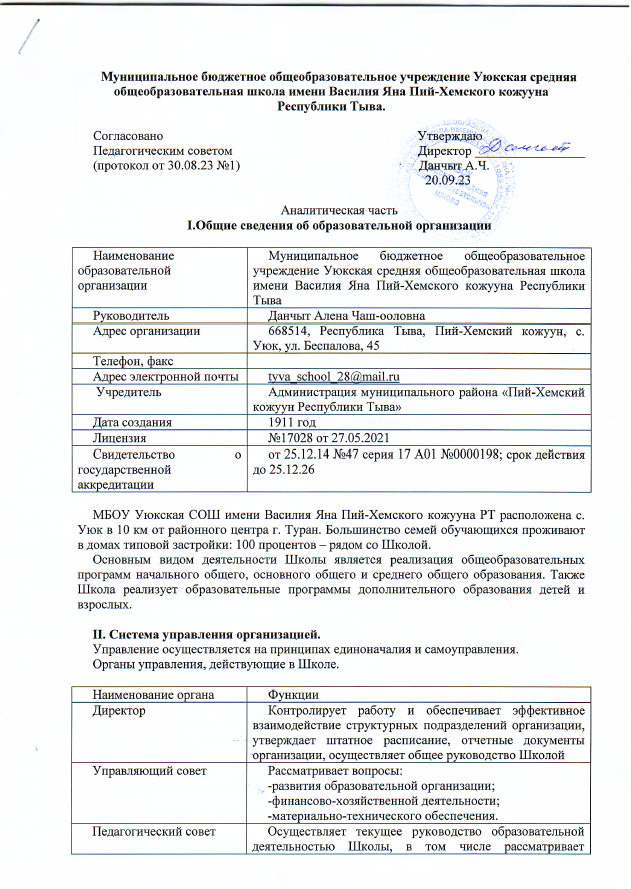 Муниципальное бюджетное общеобразовательное учреждение Уюкская средняя
общеобразовательная школа имени Василия Яна Пий-Хемского кожууна
Республики Тыва.
Согласовано
Педагогическим советом
(протокол от 30.08.23 №1)
Утверждаю
Директор
Данчыт А.Ч.
20.09.23
Аналитическая часть
I.Общие сведения об образовательной организации
Наименование
образовательной
организации
Муниципальное бюджетное общеобразовательное
учреждение Уюкская средняя общеобразовательная школа
имени Василия Яна Пий-Хемского кожууна Республики
Тыва
Руководитель
Данчыт Алена Чаш-ооловна
Адрес организации
668514, Республика Тыва, Пий-Хемский кожуун, с.
Уюк, ул. Беспалова, 45
Телефон, факс
Адрес электронной почты
tyva_school_28@mail.ru
Учредитель
Администрация муниципального района «Пий-Хемский
кожуун Республики Тыва»
Дата создания
1911 год
Лицензия
№17028 от 27.05.2021
Свидетельство о
государственной
аккредитации
от 25.12.14 №47 серия 17 А01 №0000198; срок действия
до 25.12.26
МБОУ Уюкская СОШ имени Василия Яна Пий-Хемского кожууна РТ расположена с.
Уюк в 10 км от районного центра г. Туран. Большинство семей обучающихся проживают
в домах типовой застройки: 100 процентов – рядом со Школой.
Основным видом деятельности Школы является реализация общеобразовательных
программ начального общего, основного общего и среднего общего образования. Также
Школа реализует образовательные программы дополнительного образования детей и
взрослых.
II. Система управления организацией.
Управление осуществляется на принципах единоначалия и самоуправления.
Органы управления, действующие в Школе.
Наименование органа
Функции
Директор
Контролирует работу и обеспечивает эффективное
взаимодействие структурных подразделений организации,
утверждает штатное расписание, отчетные документы
организации, осуществляет общее руководство Школой
Управляющий совет
Рассматривает вопросы:
-развития образовательной организации;
-финансово-хозяйственной деятельности;
-материально-технического обеспечения.
Педагогический совет
Осуществляет текущее руководство образовательной
деятельностью Школы, в том числе рассматривает